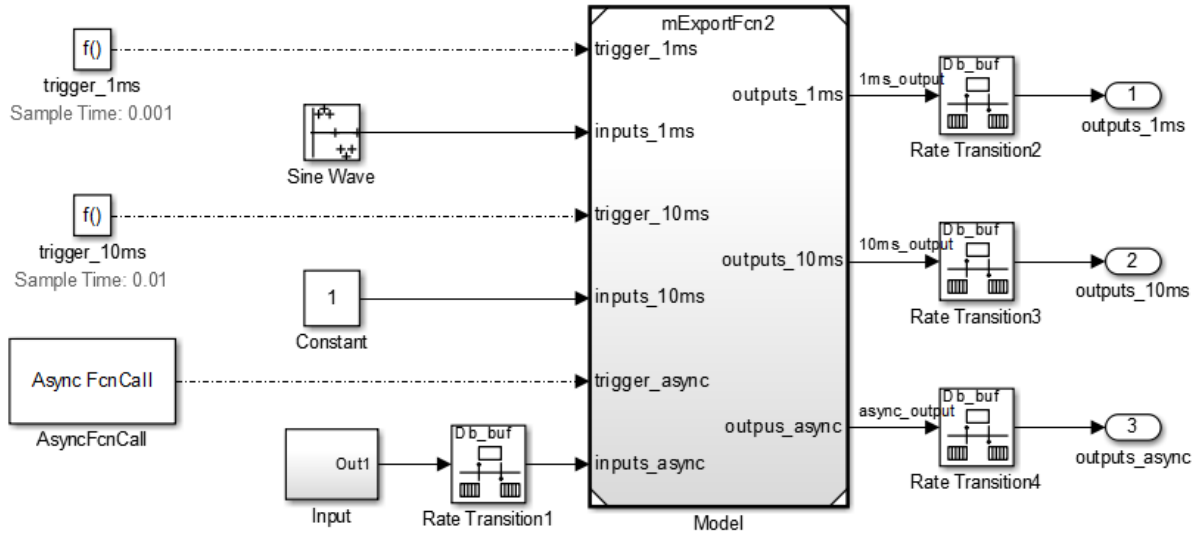 mExportFcn2
f()
trigger_1ms
Sample Time: 0.001
trigger_1ms
Db_buf
1ms_output
outputs_1ms
1
outputs_1ms
Rate Transition2
inputs_1ms
Sine Wave
f()
trigger_10ms
Sample Time: 0.01
trigger_10ms
Db_buf
10ms_output
outputs_10ms
2
outputs_10ms
Rate Transition3
1
inputs_10ms
Constant
Async FcnCall
AsyncFcnCall
trigger_async
Db_buf
async_output
outpus_async
3
outputs_async
Rate Transition4
Out1
Input
Db_buf
Rate Transition1
inputs_async
Model